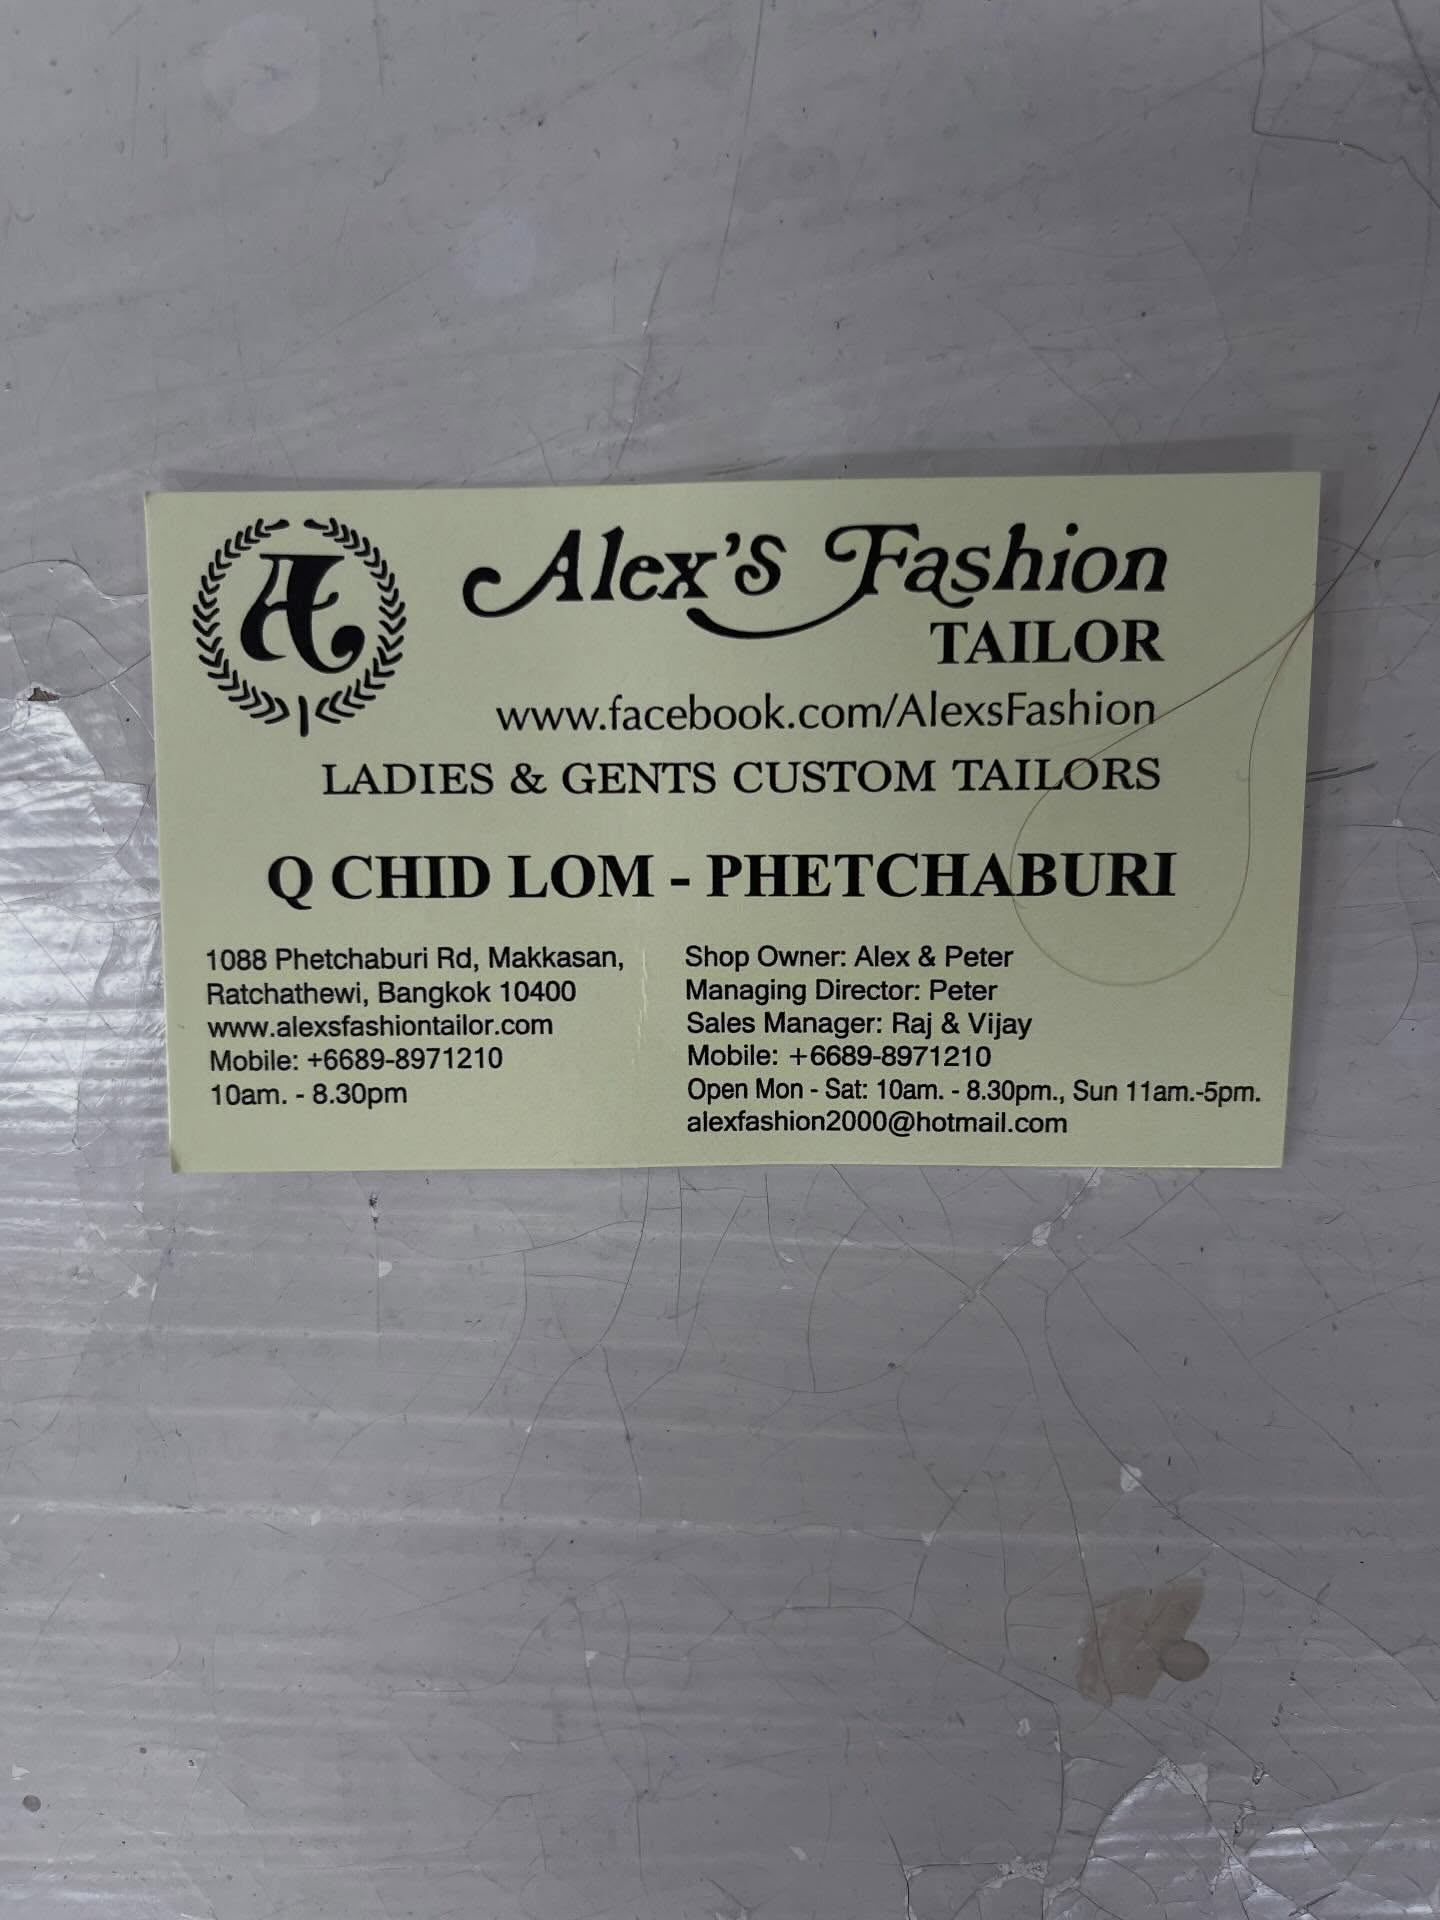 AF
Alex's Fashion
TAILOR
www.facebook.com/AlexsFashion
LADIES & GENTS CUSTOM TAILORS
Q CHID LOM - PHETCHABURI
1088 Phetchaburi Rd, Makkasan,
Ratchathewi, Bangkok 10400
www.alexsfashiontailor.com
Mobile: +6689-8971210
10am. - 8.30pm
Shop Owner: Alex & Peter
Managing Director: Peter
Sales Manager: Raj & Vijay
Mobile: +6689-8971210
Open Mon - Sat: 10am. - 8.30pm., Sun 11am.-5pm.
alexfashion2000@hotmail.com